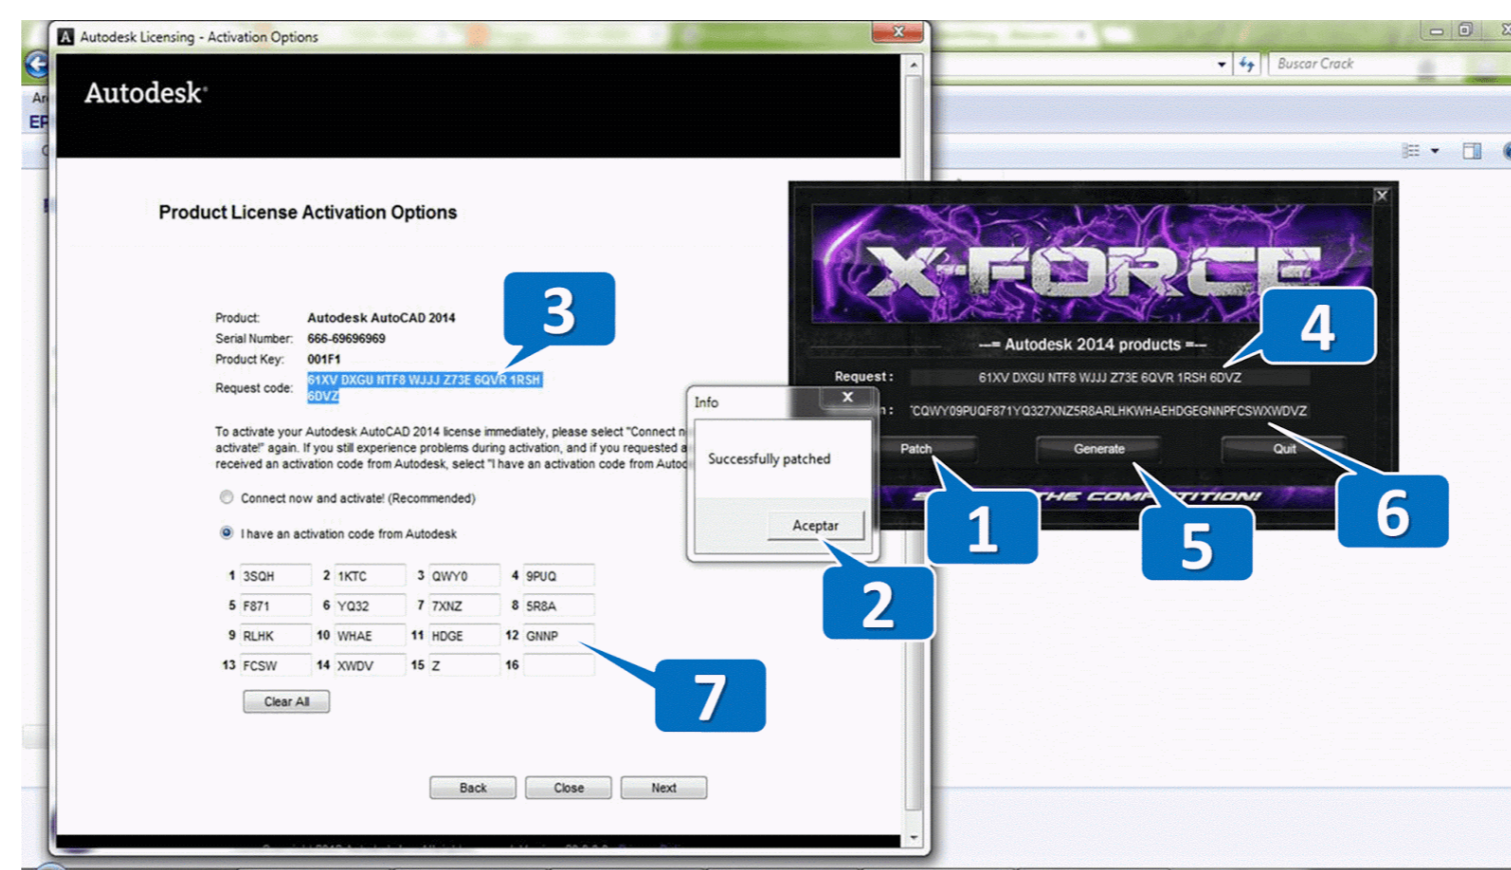 Autodesk Licensing - Activation Options
Buscar Crack
Autodesk
Product License Activation Options
Product: Autodesk AutoCAD 2014
Serial Number: 666-69696969
Product Key: 001F1
Request code: 61XV DXGU NTF8 WJJJ Z73E 6QVR 1RSH
6DVZ
To activate your Autodesk AutoCAD 2014 license immediately, please select "Connect n
activate!" again. If you still experience problems during activation, and if you requested a
received an activation code from Autodesk, select "I have an activation code from Autod
Connect now and activate! (Recommended)
I have an activation code from Autodesk
1 3SQH 2 1KTC 3 QWY0 4 9PUQ
5 F871 6 YQ32 7 7XNZ 8 5R8A
9 RLHK 10 WHAE 11 HDGE 12 GNNP
13 FCSW 14 XWDV 15 Z 16
Clear All
Back Close Next
3
7
Info
Successfully patched
Aceptar
2
X-FORCE
4
---= Autodesk 2014 products =---
Request: 61XV DXGU NTF8 WJJJ Z73E 6QVR 1RSH 6DVZ
n: CQWY09PUQF871YQ327XNZ5R8ARLHKWHAEHDGEGNNPFCSWXWDVZ
Patch Generate Quit
THE COMPETITION!
1
5
6